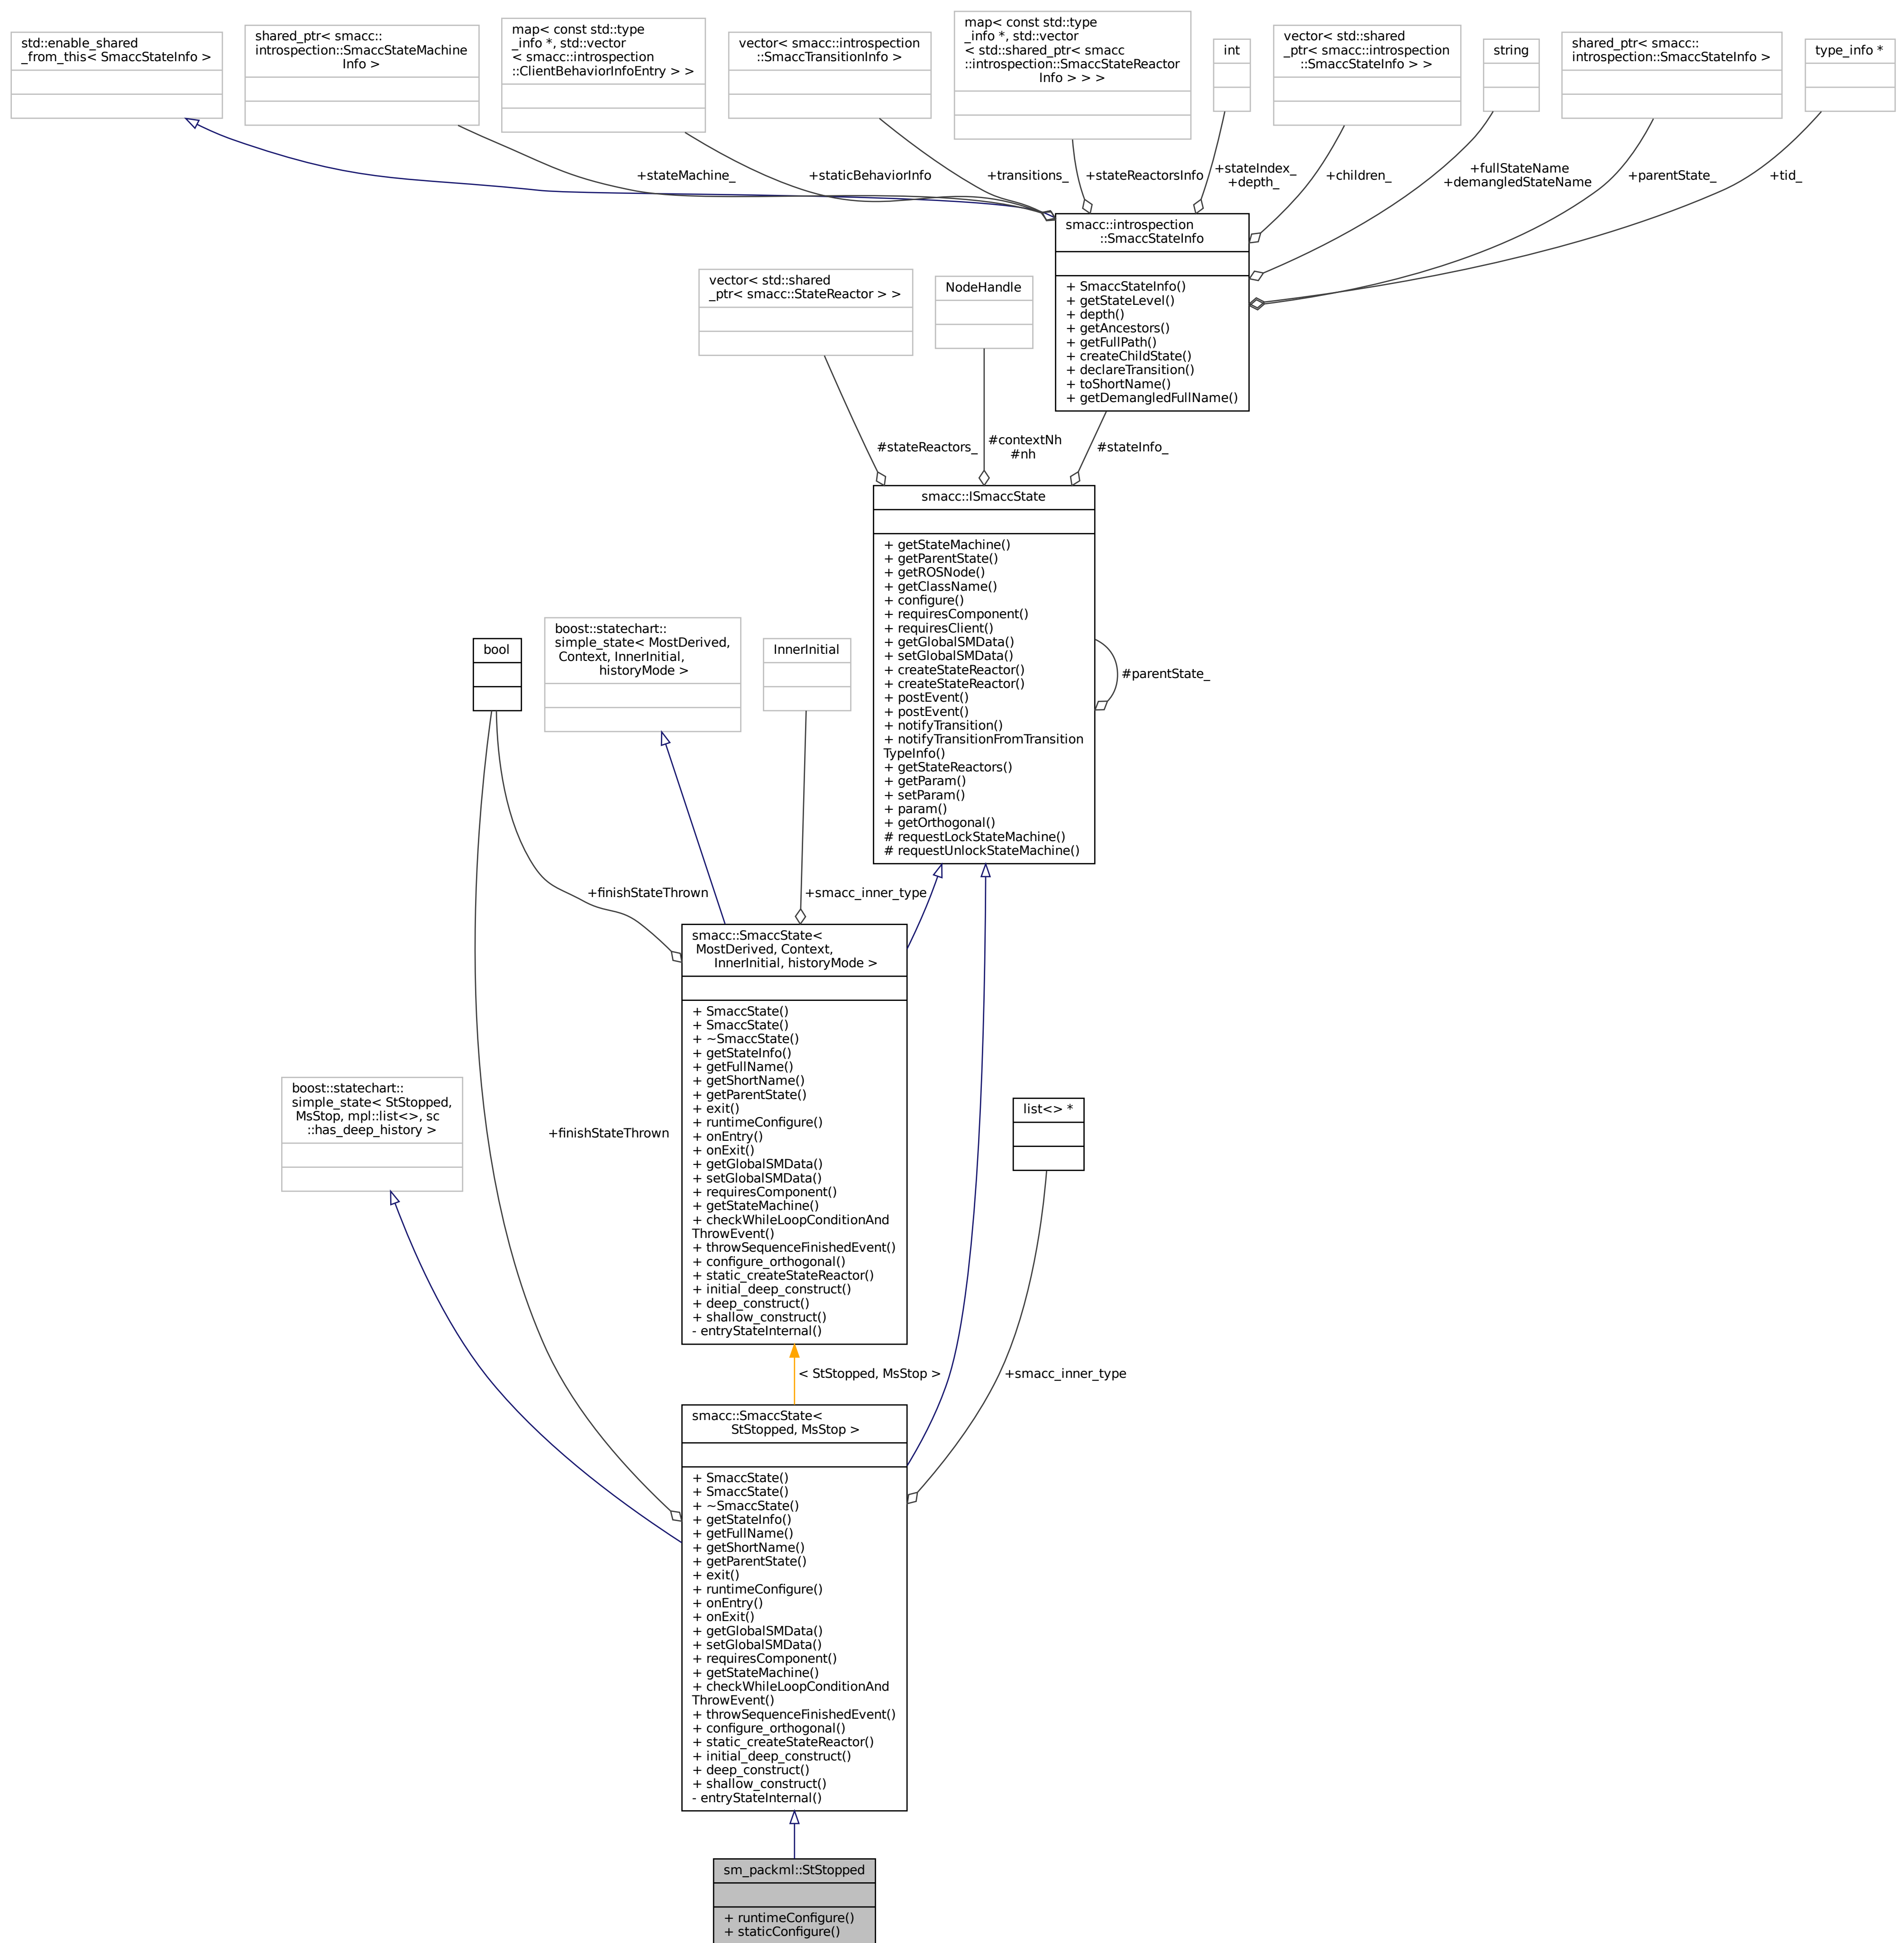 std::enable_shared
_from_this< SmaccStateInfo >
shared_ptr< smacc::
introspection::SmaccStateMachine
Info >
map< const std::type
_info *, std::vector
< smacc::introspection
::ClientBehaviorInfoEntry > >
vector< smacc::introspection
::SmaccTransitionInfo >
map< const std::type
_info *, std::vector
< std::shared_ptr< smacc
::introspection::SmaccStateReactor
Info > > >
int
vector< std::shared
_ptr< smacc::introspection
::SmaccStateInfo > >
string
shared_ptr< smacc::
introspection::SmaccStateInfo >
type_info *
+stateMachine_
+staticBehaviorInfo
+transitions_
+stateReactorsInfo
+stateIndex_
+depth_
+children_
+fullStateName
+demangledStateName
+parentState_
+tid_
smacc::introspection
::SmaccStateInfo
+ SmaccStateInfo()
+ getStateLevel()
+ depth()
+ getAncestors()
+ getFullPath()
+ createChildState()
+ declareTransition()
+ toShortName()
+ getDemangledFullName()
vector< std::shared
_ptr< smacc::StateReactor > >
NodeHandle
#stateReactors_
#contextNh
#nh
#stateInfo_
smacc::ISmaccState
+ getStateMachine()
+ getParentState()
+ getROSNode()
+ getClassName()
+ configure()
+ requiresComponent()
+ requiresClient()
+ getGlobalSMData()
+ setGlobalSMData()
+ createStateReactor()
+ createStateReactor()
+ postEvent()
+ postEvent()
+ notifyTransition()
+ notifyTransitionFromTransition
TypeInfo()
+ getStateReactors()
+ getParam()
+ setParam()
+ param()
+ getOrthogonal()
# requestLockStateMachine()
# requestUnlockStateMachine()
#parentState_
bool
boost::statechart::
simple_state< MostDerived,
Context, InnerInitial,
historyMode >
InnerInitial
+finishStateThrown
+smacc_inner_type
smacc::SmaccState<
MostDerived, Context,
InnerInitial, historyMode >
+ SmaccState()
+ SmaccState()
+ ~SmaccState()
+ getStateInfo()
+ getFullName()
+ getShortName()
+ getParentState()
+ exit()
+ runtimeConfigure()
+ onEntry()
+ onExit()
+ getGlobalSMData()
+ setGlobalSMData()
+ requiresComponent()
+ getStateMachine()
+ checkWhileLoopConditionAnd
ThrowEvent()
+ throwSequenceFinishedEvent()
+ configure_orthogonal()
+ static_createStateReactor()
+ initial_deep_construct()
+ deep_construct()
+ shallow_construct()
- entryStateInternal()
boost::statechart::
simple_state< StStopped,
MsStop, mpl::list<>, sc
::has_deep_history >
+finishStateThrown
list<> *
< StStopped, MsStop >
+smacc_inner_type
smacc::SmaccState<
StStopped, MsStop >
+ SmaccState()
+ SmaccState()
+ ~SmaccState()
+ getStateInfo()
+ getFullName()
+ getShortName()
+ getParentState()
+ exit()
+ runtimeConfigure()
+ onEntry()
+ onExit()
+ getGlobalSMData()
+ setGlobalSMData()
+ requiresComponent()
+ getStateMachine()
+ checkWhileLoopConditionAnd
ThrowEvent()
+ throwSequenceFinishedEvent()
+ configure_orthogonal()
+ static_createStateReactor()
+ initial_deep_construct()
+ deep_construct()
+ shallow_construct()
- entryStateInternal()
sm_packml::StStopped
+ runtimeConfigure()
+ staticConfigure()